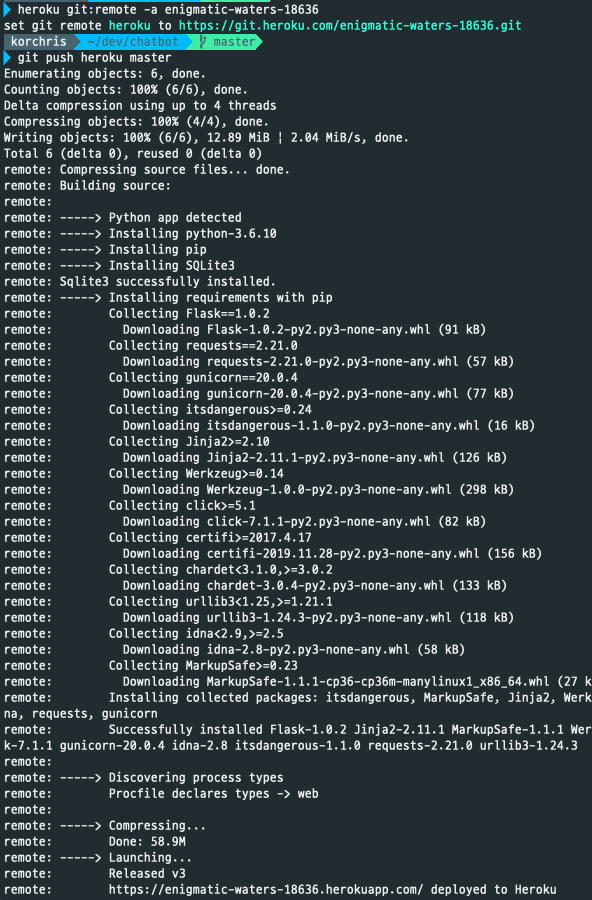 heroku git:remote -a enigmatic-waters-18636
set git remote heroku to https://git.heroku.com/enigmatic-waters-18636.git
korchris ~/dev/chatbot master
git push heroku master
Enumerating objects: 6, done.
Counting objects: 100% (6/6), done.
Delta compression using up to 4 threads
Compressing objects: 100% (4/4), done.
Writing objects: 100% (6/6), 12.89 MiB | 2.04 MiB/s, done.
Total 6 (delta 0), reused 0 (delta 0)
remote: Compressing source files... done.
remote: Building source:
remote:
remote: -----> Python app detected
remote: -----> Installing python-3.6.10
remote: -----> Installing pip
remote: -----> Installing SQLite3
remote: Sqlite3 successfully installed.
remote: -----> Installing requirements with pip
remote:        Collecting Flask==1.0.2
remote:          Downloading Flask-1.0.2-py2.py3-none-any.whl (91 kB)
remote:        Collecting requests==2.21.0
remote:          Downloading requests-2.21.0-py2.py3-none-any.whl (57 kB)
remote:        Collecting gunicorn==20.0.4
remote:          Downloading gunicorn-20.0.4-py2.py3-none-any.whl (77 kB)
remote:        Collecting itsdangerous>=0.24
remote:          Downloading itsdangerous-1.1.0-py2.py3-none-any.whl (16 kB)
remote:        Collecting Jinja2>=2.10
remote:          Downloading Jinja2-2.11.1-py2.py3-none-any.whl (126 kB)
remote:        Collecting Werkzeug>=0.14
remote:          Downloading Werkzeug-1.0.0-py2.py3-none-any.whl (298 kB)
remote:        Collecting click>=5.1
remote:          Downloading click-7.1.1-py2.py3-none-any.whl (82 kB)
remote:        Collecting certifi>=2017.4.17
remote:          Downloading certifi-2019.11.28-py2.py3-none-any.whl (156 kB)
remote:        Collecting chardet<3.1.0,>=3.0.2
remote:          Downloading chardet-3.0.4-py2.py3-none-any.whl (133 kB)
remote:        Collecting urllib3<1.25,>=1.21.1
remote:          Downloading urllib3-1.24.3-py2.py3-none-any.whl (118 kB)
remote:        Collecting idna<2.9,>=2.5
remote:          Downloading idna-2.8-py2.py3-none-any.whl (58 kB)
remote:        Collecting MarkupSafe>=0.23
remote:          Downloading MarkupSafe-1.1.1-cp36-cp36m-manylinux1_x86_64.whl (27 k
remote:        Installing collected packages: itsdangerous, MarkupSafe, Jinja2, Werk
na, requests, gunicorn
remote:        Successfully installed Flask-1.0.2 Jinja2-2.11.1 MarkupSafe-1.1.1 Wer
k-7.1.1 gunicorn-20.0.4 idna-2.8 itsdangerous-1.1.0 requests-2.21.0 urllib3-1.24.3
remote:
remote: -----> Discovering process types
remote:        Procfile declares types -> web
remote:
remote: -----> Compressing...
remote:        Done: 58.9M
remote: -----> Launching...
remote:        Released v3
remote:        https://enigmatic-waters-18636.herokuapp.com/ deployed to Heroku